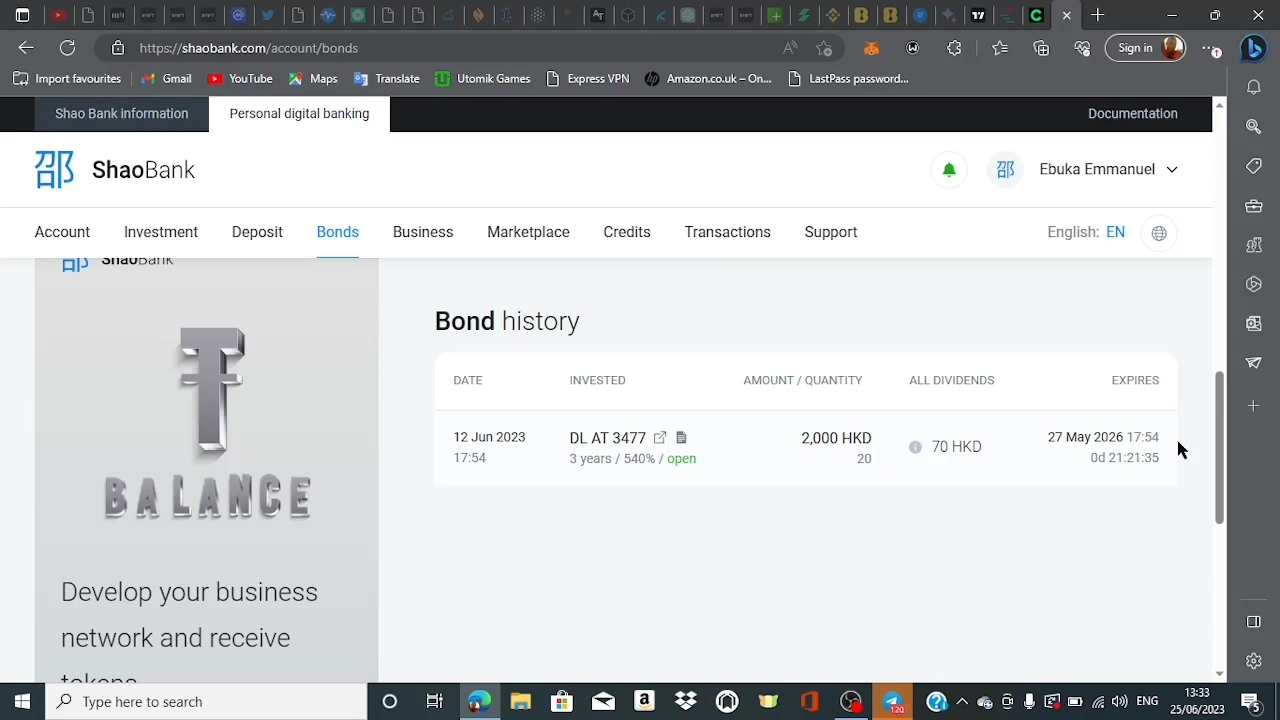 https://shaobank.com/account/bonds
Sign in
Import favourites
Gmail
YouTube
Maps
Translate
Utomik Games
Express VPN
Amazon.co.uk – On...
LastPass password...
Shao Bank information
Personal digital banking
Documentation
邵 ShaoBank
邵 Ebuka Emmanuel
Account
Investment
Deposit
Bonds
Business
Marketplace
Credits
Transactions
Support
English: EN
ShaoBank
BALANCE
Develop your business
network and receive
tokens
Bond history
DATE
INVESTED
AMOUNT / QUANTITY
ALL DIVIDENDS
EXPIRES
12 Jun 2023
17:54
DL AT 3477
3 years / 540% / open
2,000 HKD
20
70 HKD
27 May 2026 17:54
0d 21:21:35
Type here to search
ENG
13:33
25/06/2023
5